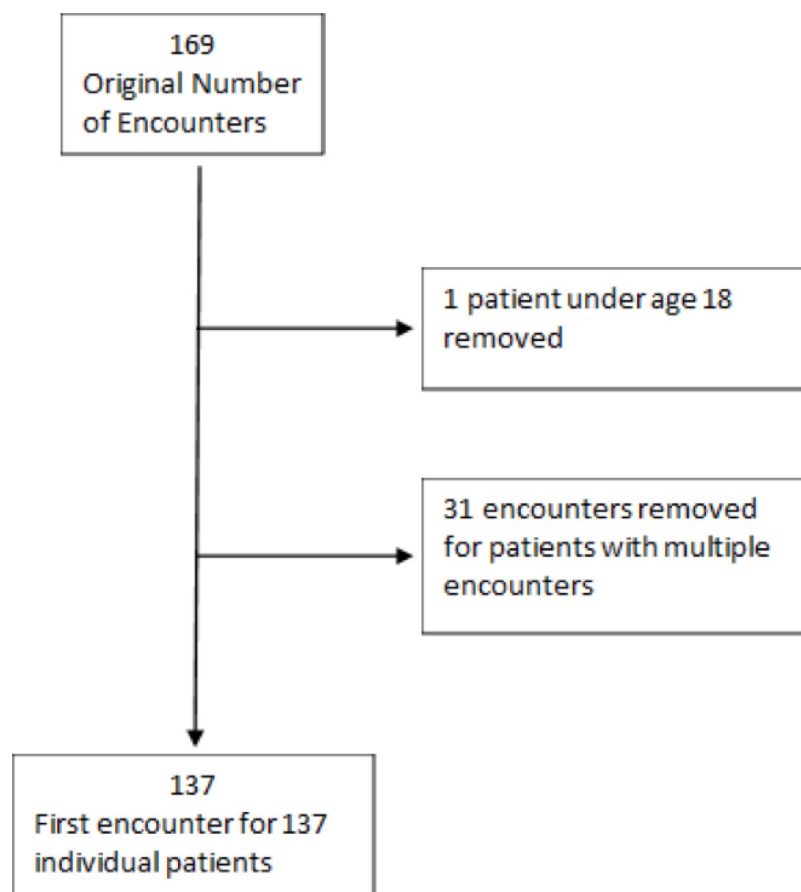 169
Original Number
of Encounters
1 patient under age 18
removed
31 encounters removed
for patients with multiple
encounters
137
First encounter for 137
individual patients